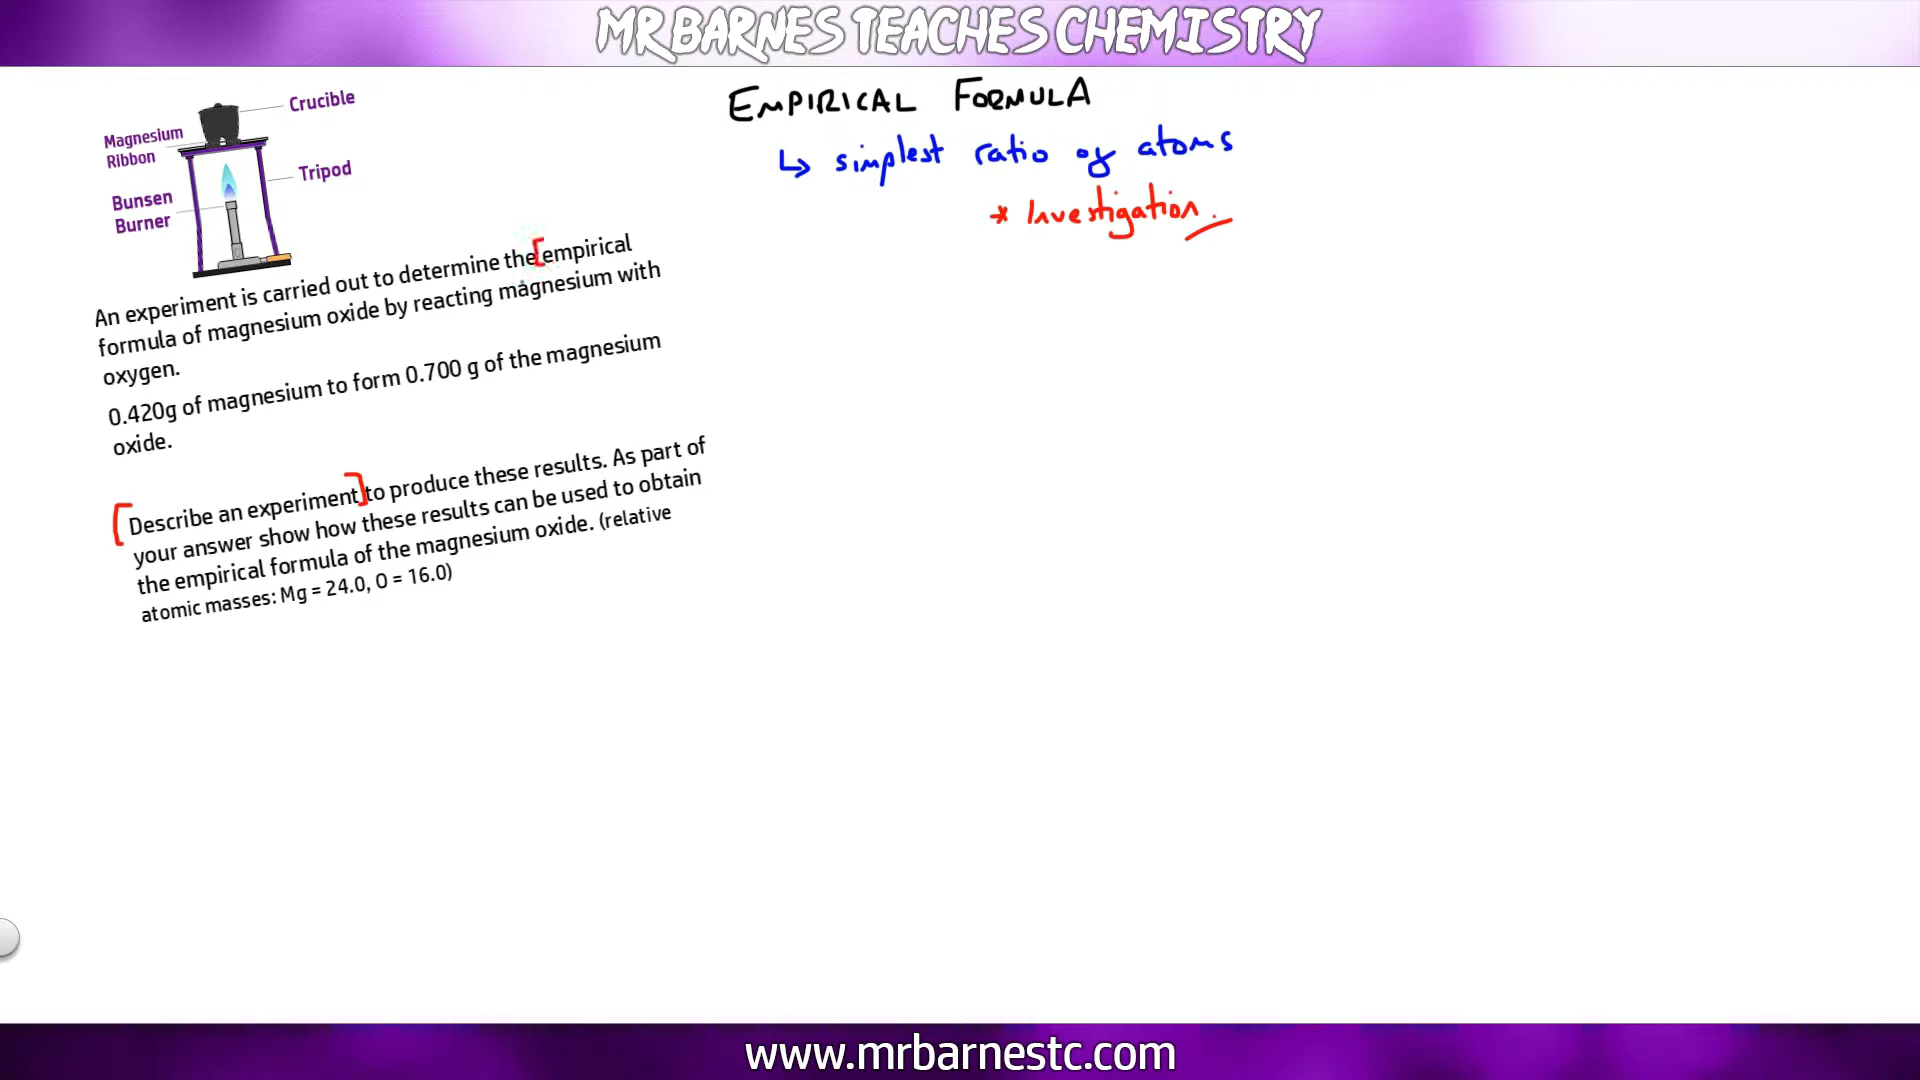 MR BARNES TEACHES CHEMISTRY
Crucible
Magnesium
Ribbon
Tripod
Bunsen
Burner
An experiment is carried out to determine the [empirical
formula of magnesium oxide by reacting magnesium with
oxygen.
0.420g of magnesium to form 0.700 g of the magnesium
oxide.
[Describe an experiment] to produce these results. As part of
your answer show how these results can be used to obtain
the empirical formula of the magnesium oxide. (relative
atomic masses: Mg = 24.0, O = 16.0)
EMPIRICAL FORMULA
↳ simplest ratio of atoms
* Investigation.
www.mrbarnestc.com